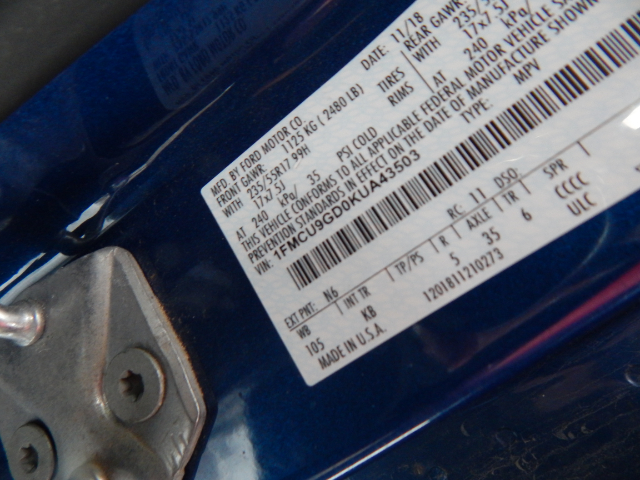 MFD. BY FORD MOTOR CO.
DATE: 11/18
FRONT GAWR: 1125 KG ( 2480 LB)
REAR GAWR:
WITH 235/55R17 99H TIRES WITH 235/55
17x7.5J RIMS 17x7.5J
AT 240 kPa/ 35 PSI COLD AT 240 kPa/
THIS VEHICLE CONFORMS TO ALL APPLICABLE FEDERAL MOTOR VEHICLE
PREVENTION STANDARDS IN EFFECT ON THE DATE OF MANUFACTURE SHOWN
VIN: 1FMCU9GD0KUA43503 TYPE: MPV
EXT PNT: N6 RC: 11 DSO:
WB INT TR TP/PS R AXLE TR SPR
105 KB 5 35 6 CCCC
MADE IN U.S.A. 1201811210273 ULC